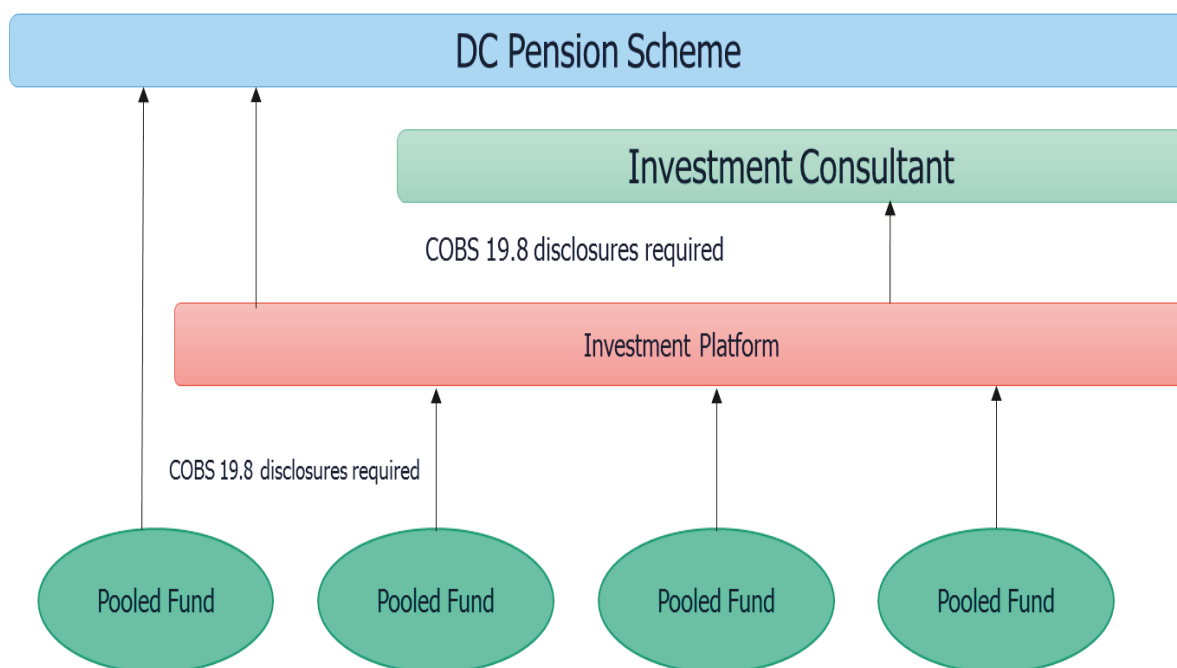 DC Pension Scheme
Investment Consultant
COBS 19.8 disclosures required
Investment Platform
COBS 19.8 disclosures required
Pooled Fund
Pooled Fund
Pooled Fund
Pooled Fund